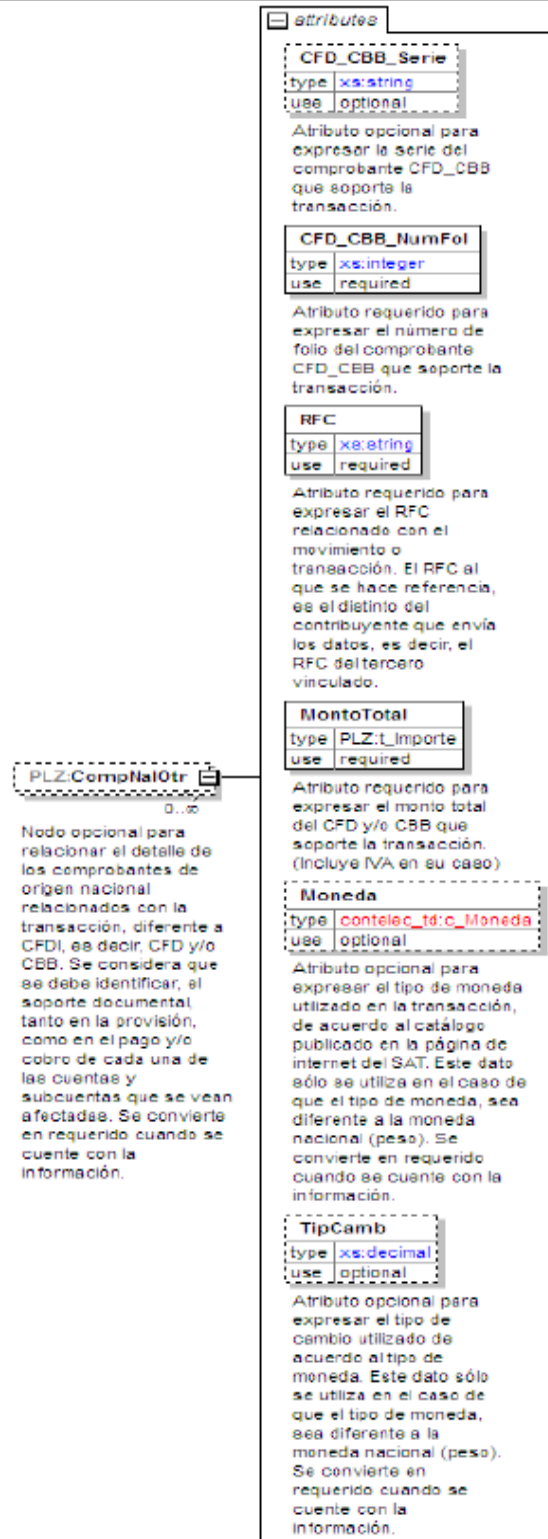 attributes
CFD_CBB_Serie
type xs:string
use optional
Atributo opcional para
expresar la serie del
comprobante CFD_CBB
que soporte la
transacción.
CFD_CBB_NumFol
type xs:integer
use required
Atributo requerido para
expresar el número de
folio del comprobante
CFD_CBB que soporte la
transacción.
RFC
type xs:string
use required
Atributo requerido para
expresar el RFC
relacionado con el
movimiento o
transacción. El RFC al
que se hace referencia,
es el distinto del
contribuyente que envía
los datos, es decir, el
RFC del tercero
vinculado.
MontoTotal
type PLZ:t_Importe
use required
Atributo requerido para
expresar el monto total
del CFD y/o CBB que
soporte la transacción.
(Incluye IVA en su caso)
PLZ:CompNalOtr
0..∞
Nodo opcional para
relacionar el detalle de
los comprobantes de
origen nacional
relacionados con la
transacción, diferente a
CFDI, es decir, CFD y/o
CBB. Se considera que
se debe identificar, el
soporte documental,
tanto en la provisión,
como en el pago y/o
cobro de cada una de
las cuentas y
subcuentas que se vean
afectadas. Se convierte
en requerido cuando se
cuente con la
información.
Moneda
type contelec_td:c_Moneda
use optional
Atributo opcional para
expresar el tipo de moneda
utilizado en la transacción,
de acuerdo al catálogo
publicado en la página de
internet del SAT. Este dato
sólo se utiliza en el caso de
que el tipo de moneda, sea
diferente a la moneda
nacional (peso). Se
convierte en requerido
cuando se cuente con la
información.
TipCamb
type xs:decimal
use optional
Atributo opcional para
expresar el tipo de
cambio utilizado de
acuerdo al tipo de
moneda. Este dato sólo
se utiliza en el caso de
que el tipo de moneda,
sea diferente a la
moneda nacional (peso).
Se convierte en
requerido cuando se
cuente con la
información.